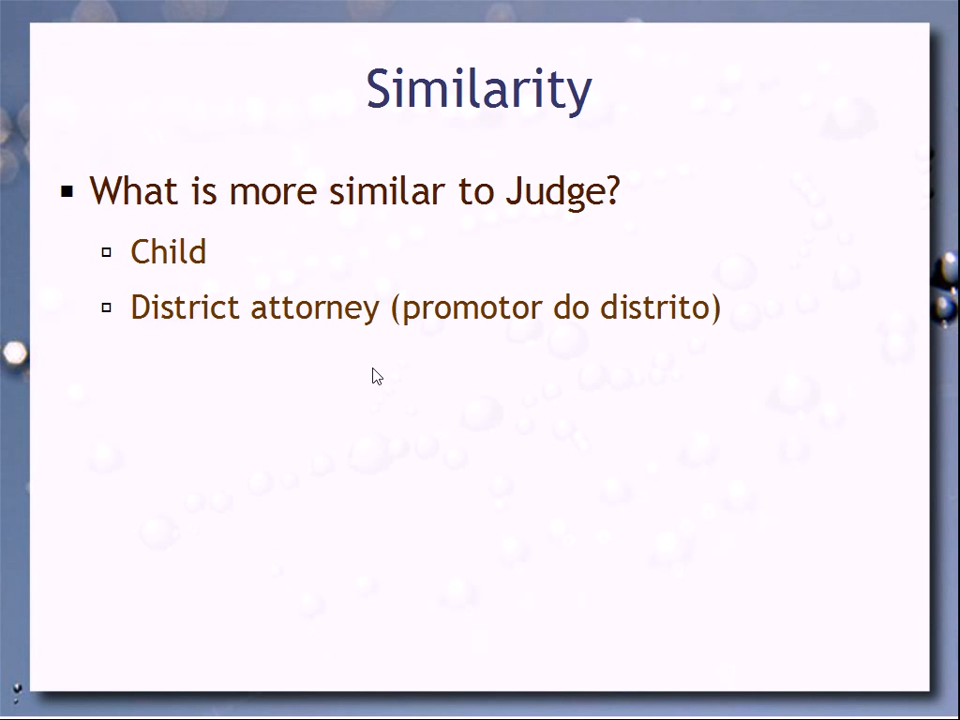 Similarity
What is more similar to Judge?
Child
District attorney (promotor do distrito)